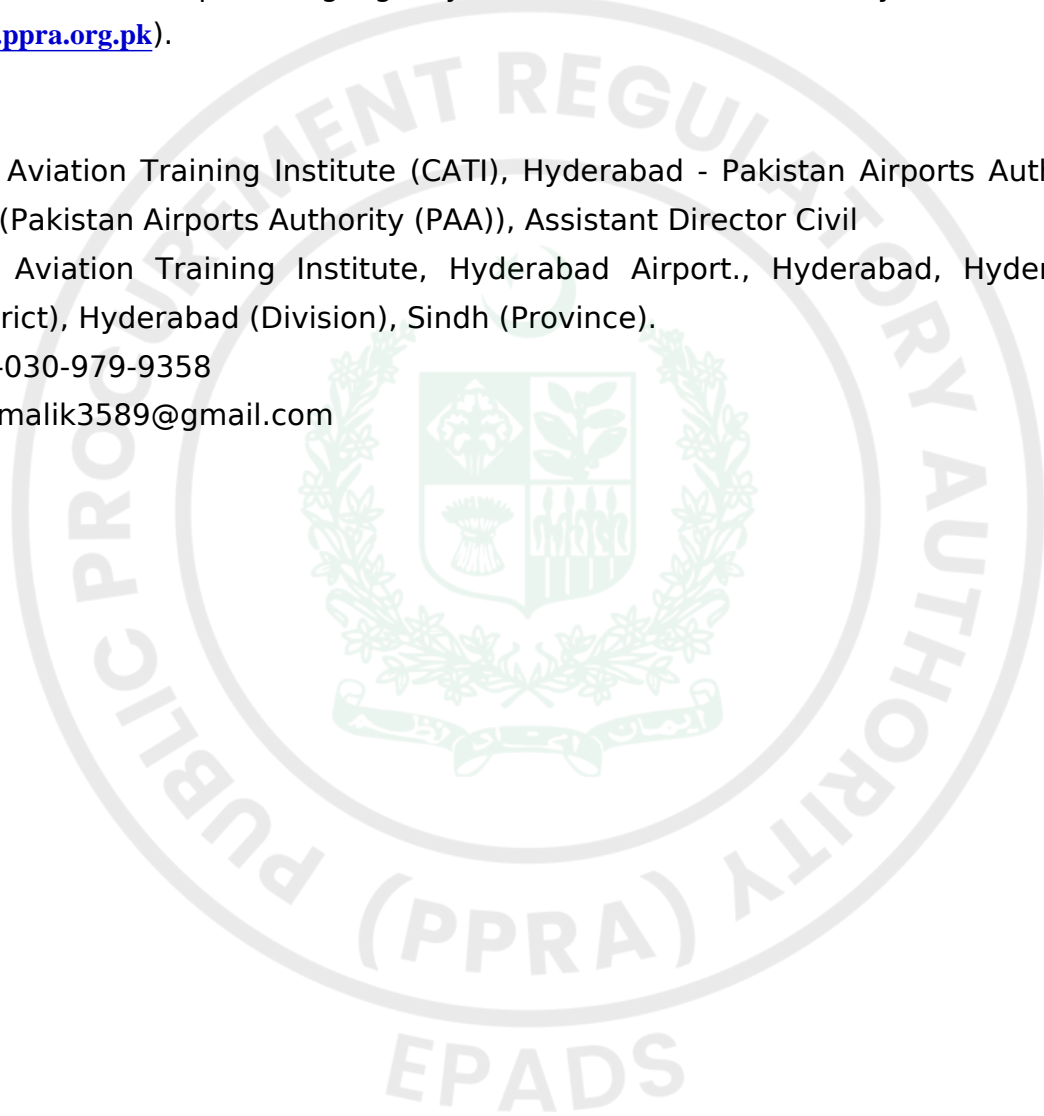 .ppra.org.pk).
Aviation Training Institute (CATI), Hyderabad - Pakistan Airports Auth
(Pakistan Airports Authority (PAA)), Assistant Director Civil
Aviation Training Institute, Hyderabad Airport., Hyderabad, Hyder
rict), Hyderabad (Division), Sindh (Province).
-030-979-9358
malik3589@gmail.com
PUBLIC PROCUREMENT REGULATORY AUTHORITY
(PPRA)
EPADS